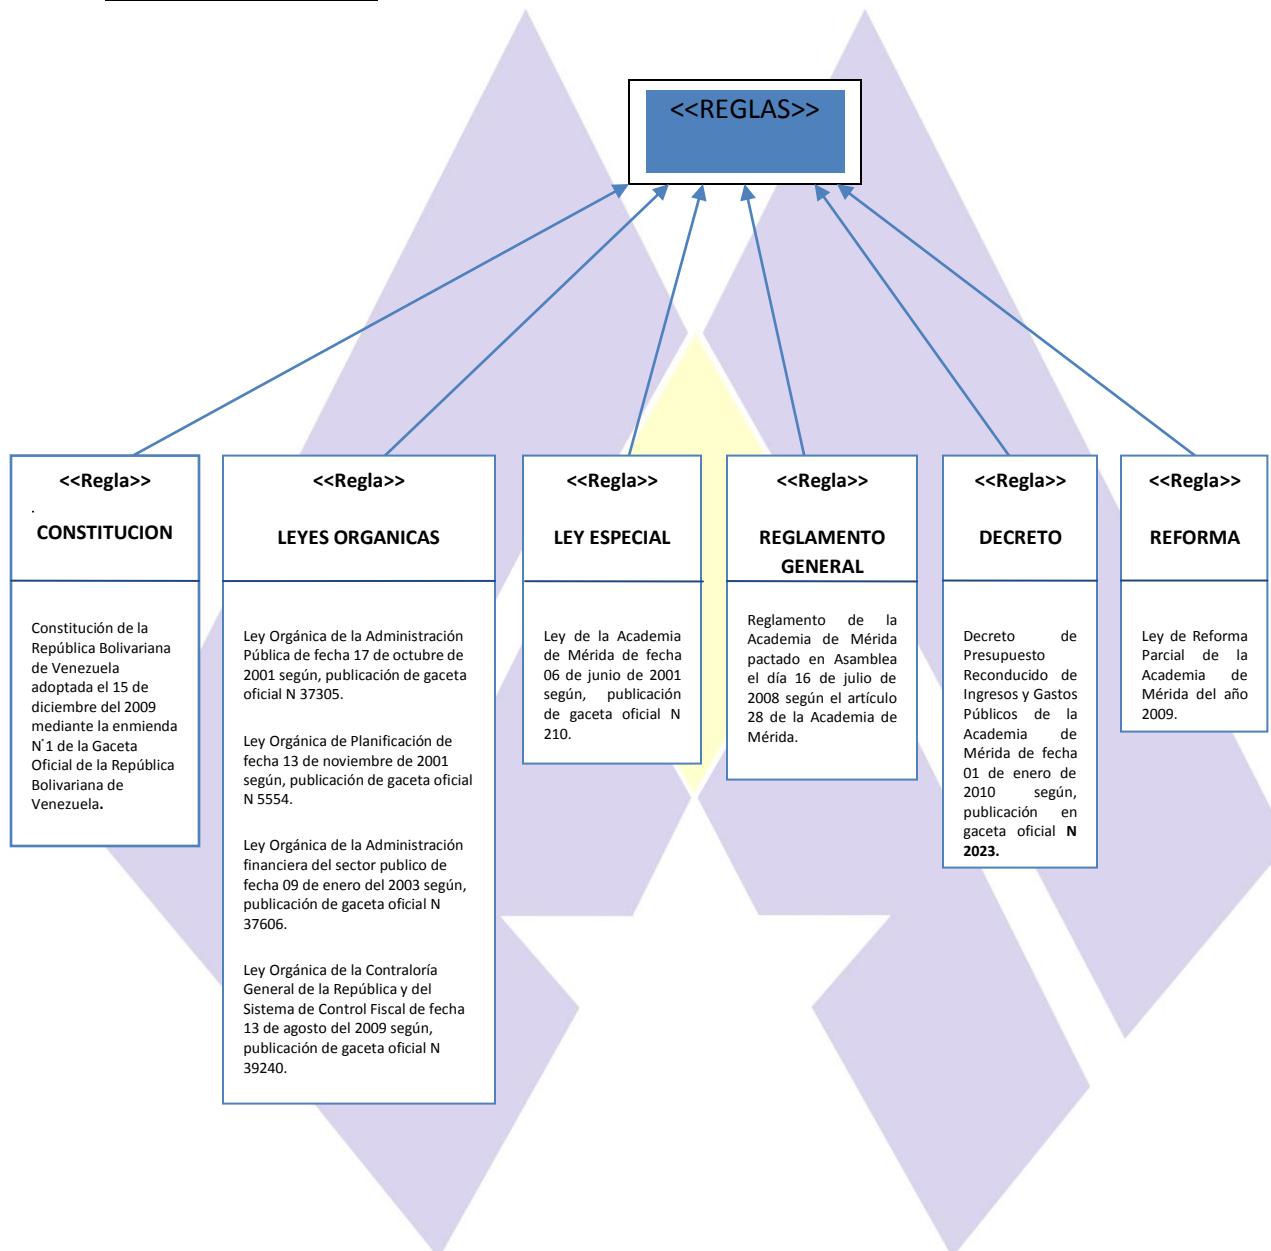 <<REGLAS>>
<<Regla>>
.
CONSTITUCION
Constitución de la
República Bolivariana
de Venezuela
adoptada el 15 de
diciembre del 2009
mediante la enmienda
N°1 de la Gaceta
Oficial de la República
Bolivariana de
Venezuela.
<<Regla>>
LEYES ORGANICAS
Ley Orgánica de la Administración
Pública de fecha 17 de octubre de
2001 según, publicación de gaceta
oficial N 37305.
Ley Orgánica de Planificación de
fecha 13 de noviembre de 2001
según, publicación de gaceta oficial
N 5554.
Ley Orgánica de la Administración
financiera del sector publico de
fecha 09 de enero del 2003 según,
publicación de gaceta oficial N
37606.
Ley Orgánica de la Contraloría
General de la República y del
Sistema de Control Fiscal de fecha
13 de agosto del 2009 según,
publicación de gaceta oficial N
39240.
<<Regla>>
LEY ESPECIAL
Ley de la Academia
de Mérida de fecha
06 de junio de 2001
según, publicación
de gaceta oficial N
210.
<<Regla>>
REGLAMENTO
GENERAL
Reglamento de la
Academia de Mérida
pactado en Asamblea
el día 16 de julio de
2008 según el artículo
28 de la Academia de
Mérida.
<<Regla>>
DECRETO
Decreto de
Presupuesto
Reconducido de
Ingresos y Gastos
Públicos de la
Academia de
Mérida de fecha
01 de enero de
2010 según,
publicación en
gaceta oficial N
2023.
<<Regla>>
REFORMA
Ley de Reforma
Parcial de la
Academia de
Mérida del año
2009.